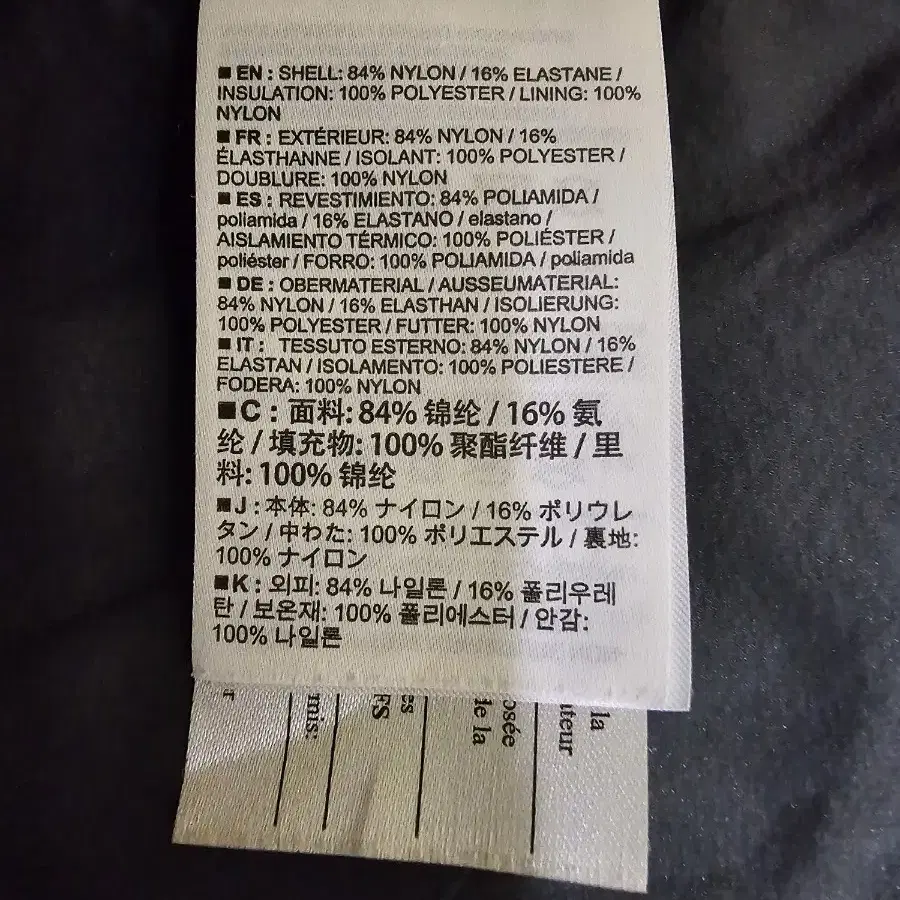 ■ EN : SHELL: 84% NYLON / 16% ELASTANE /
INSULATION: 100% POLYESTER / LINING: 100%
NYLON
■ FR : EXTÉRIEUR: 84% NYLON / 16%
ÉLASTHANNE / ISOLANT: 100% POLYESTER /
DOUBLURE: 100% NYLON
■ ES : REVESTIMIENTO: 84% POLIAMIDA /
poliamida / 16% ELASTANO / elastano /
AISLAMIENTO TÉRMICO: 100% POLIÉSTER /
poliéster / FORRO: 100% POLIAMIDA / poliamida
■ DE : OBERMATERIAL / AUSSEUMATERIAL:
84% NYLON / 16% ELASTHAN / ISOLIERUNG:
100% POLYESTER / FUTTER: 100% NYLON
■ IT : TESSUTO ESTERNO: 84% NYLON / 16%
ELASTAN / ISOLAMENTO: 100% POLIESTERE /
FODERA: 100% NYLON
■ C : 面料: 84% 锦纶 / 16% 氨
纶 / 填充物: 100% 聚酯纤维 / 里
料: 100% 锦纶
■ J : 本体: 84% ナイロン / 16% ポリウレ
タン / 中わた: 100% ポリエステル / 裏地:
100% ナイロン
■ K : 외피: 84% 나일론 / 16% 폴리우레
탄 / 보온재: 100% 폴리에스터 / 안감:
100% 나일론
la
de la